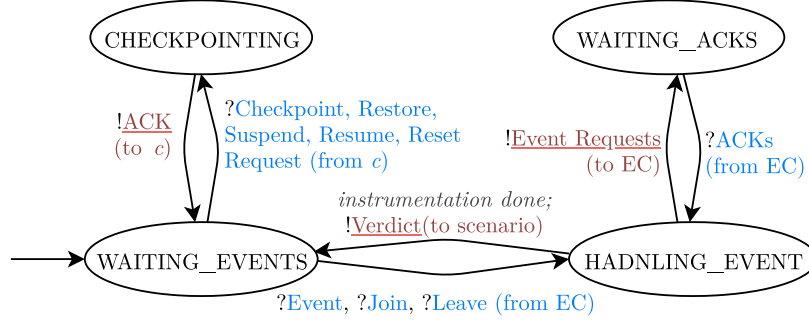 CHECKPOINTING
WAITING_ACKS
!ACK
(to c)
?Checkpoint, Restore,
Suspend, Resume, Reset
Request (from c)
!Event Requests
(to EC)
?ACKs
(from EC)
instrumentation done;
!Verdict(to scenario)
WAITING_EVENTS
HADNLING_EVENT
?Event, ?Join, ?Leave (from EC)